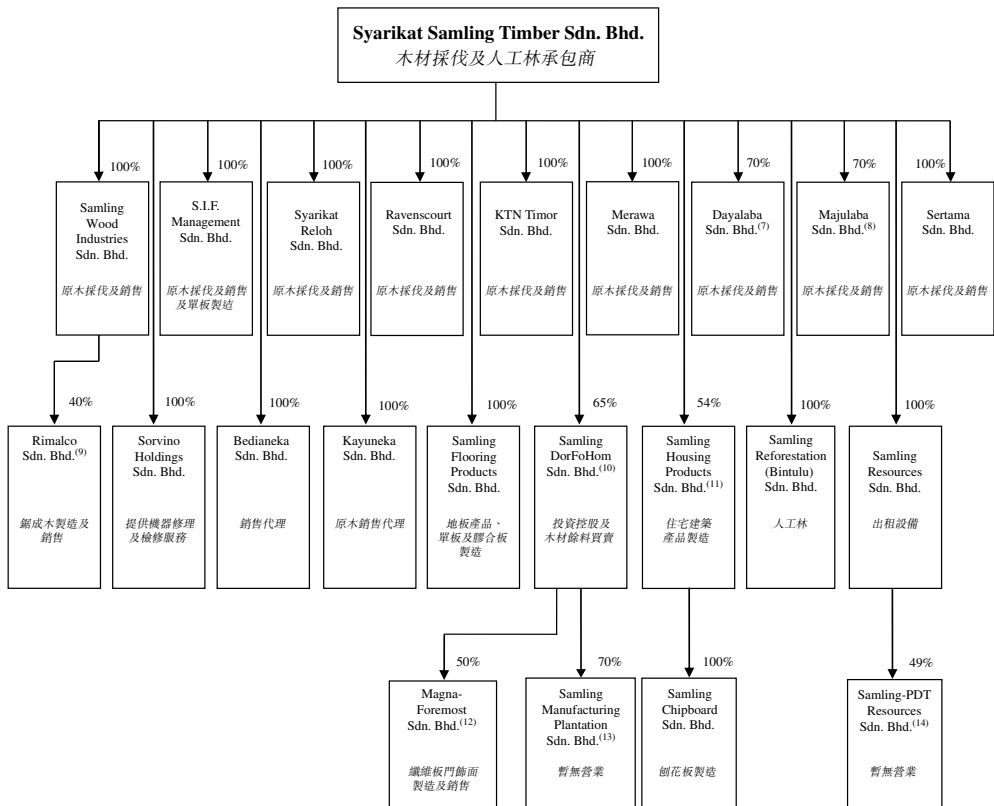 Syarikat Samling Timber Sdn. Bhd.
木材採伐及人工林承包商
100%
100%
100%
100%
100%
100%
70%
70%
100%
Samling
Wood
Industries
Sdn. Bhd.
原木採伐及銷售
S.I.F.
Management
Sdn. Bhd.
原木採伐及銷售
及單板製造
Syarikat
Reloh
Sdn. Bhd.
原木採伐及銷售
Ravenscourt
Sdn. Bhd.
原木採伐及銷售
KTN Timor
Sdn. Bhd.
原木採伐及銷售
Merawa
Sdn. Bhd.
原木採伐及銷售
Dayalaba
Sdn. Bhd.(7)
原木採伐及銷售
Majulaba
Sdn. Bhd.(8)
原木採伐及銷售
Sertama
Sdn. Bhd.
原木採伐及銷售
40%
100%
100%
100%
100%
65%
54%
100%
100%
Rimalco
Sdn. Bhd.(9)
鋸成木製造及
銷售
Sorvino
Holdings
Sdn. Bhd.
提供機器修理
及檢修服務
Bedianeka
Sdn. Bhd.
銷售代理
Kayuneka
Sdn. Bhd.
原木銷售代理
Samling
Flooring
Products
Sdn. Bhd.
地板產品、
單板及膠合板
製造
Samling
DorFoHom
Sdn. Bhd.(10)
投資控股及
木材餘料買賣
Samling
Housing
Products
Sdn. Bhd.(11)
住宅建築
產品製造
Samling
Reforestation
(Bintulu)
Sdn. Bhd.
人工林
Samling
Resources
Sdn. Bhd.
出租設備
50%
70%
100%
49%
Magna-
Foremost
Sdn. Bhd.(12)
纖維板門飾面
製造及銷售
Samling
Manufacturing
Plantation
Sdn. Bhd.(13)
暫無營業
Samling
Chipboard
Sdn. Bhd.
刨花板製造
Samling-PDT
Resources
Sdn. Bhd.(14)
暫無營業